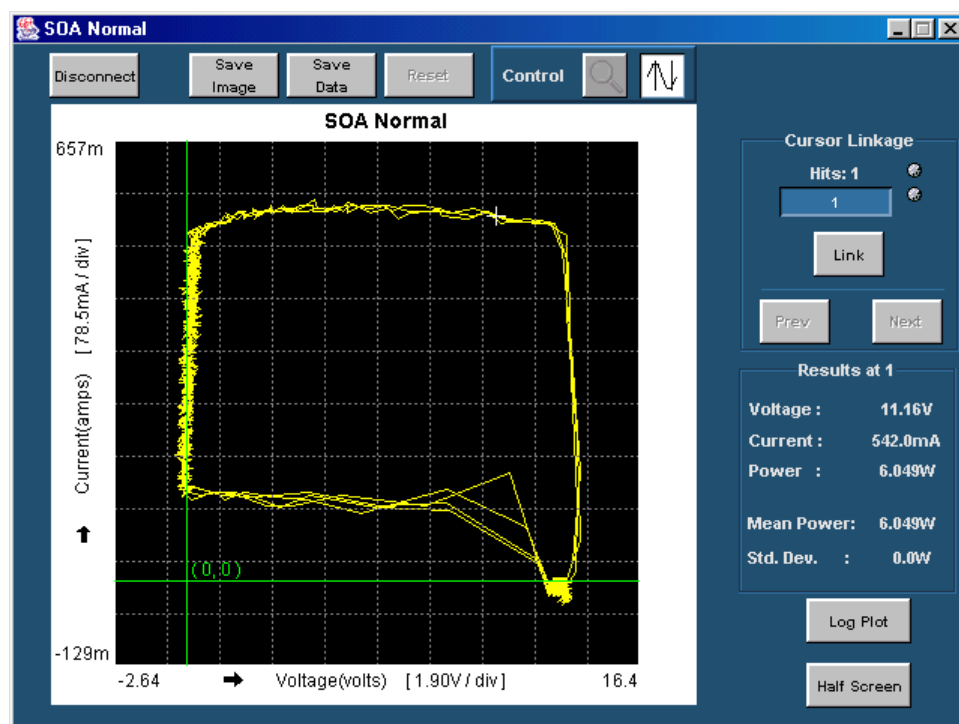 SOA Normal
Disconnect
Save Image
Save Data
Reset
Control
SOA Normal
657m
Current(amps) [ 78.5mA / div]
-129m
(0,0)
-2.64
Voltage(volts) [ 1.90V / div ]
16.4
Cursor Linkage
Hits: 1
1
Link
Prev
Next
Results at 1
Voltage : 11.16V
Current : 542.0mA
Power : 6.049W
Mean Power: 6.049W
Std. Dev. : 0.0W
Log Plot
Half Screen